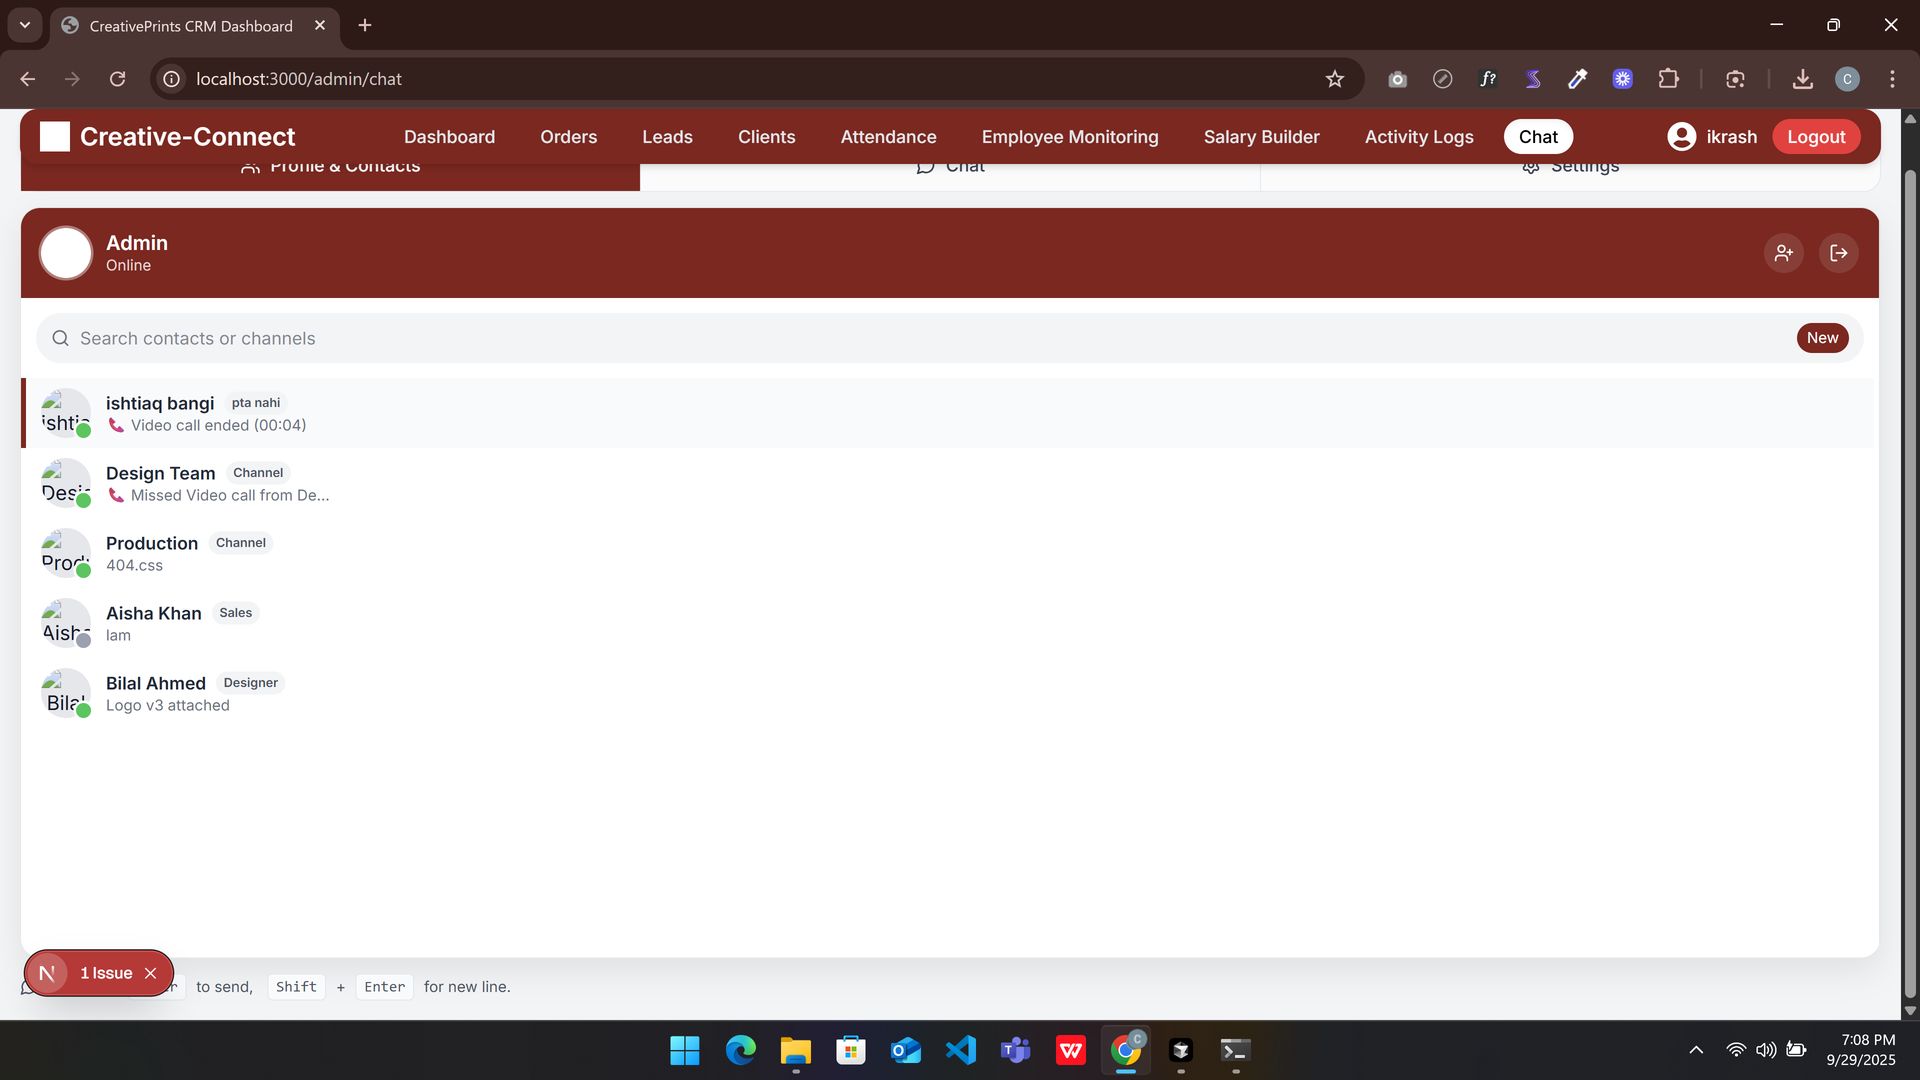 CreativePrints CRM Dashboard
localhost:3000/admin/chat
C
Creative-Connect Dashboard Orders Leads Clients Attendance Employee Monitoring Salary Builder Activity Logs Chat ikrash Logout
Profile & Contacts Chat Settings
Admin
Online
Search contacts or channels New
ishtiaq bangi pta nahi
Video call ended (00:04)
Design Team Channel
Missed Video call from De...
Production Channel
404.css
Aisha Khan Sales
Iam
Bilal Ahmed Designer
Logo v3 attached
N 1 Issue
to send, Shift + Enter for new line.
7:08 PM
9/29/2025